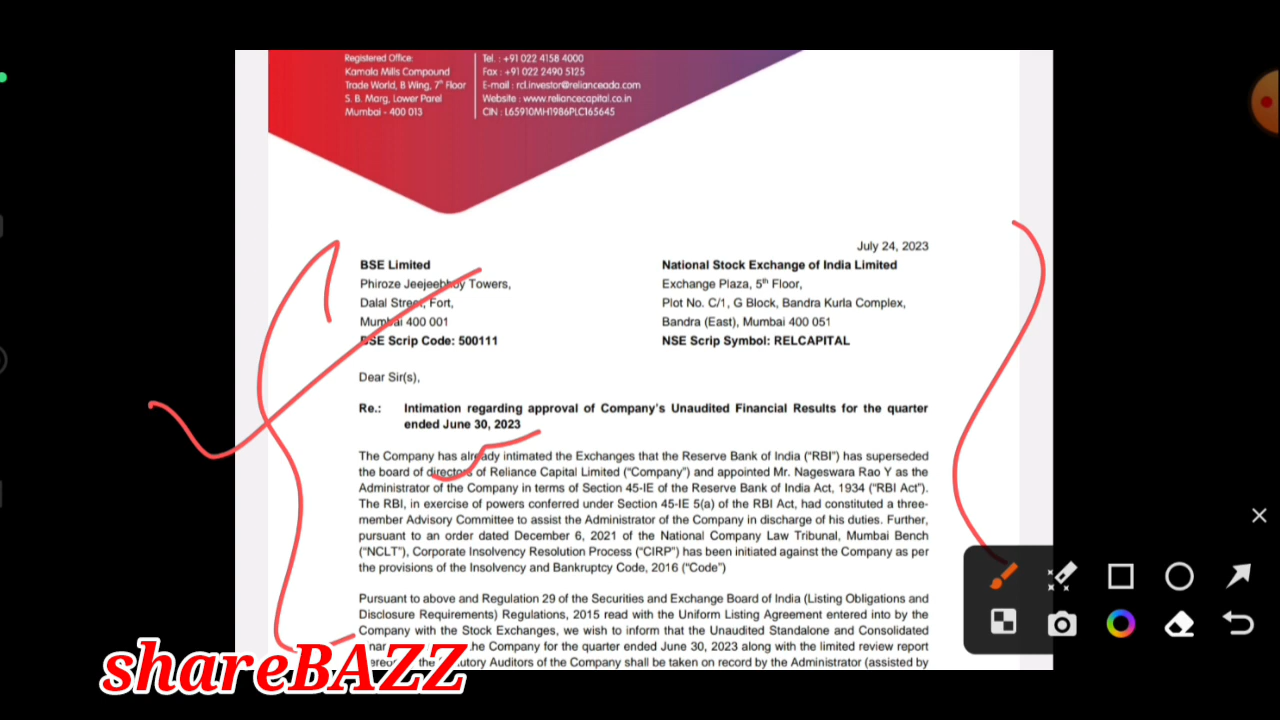 Registered Office:
Kamala Mills Compound
Trade World, B Wing, 7th Floor
S. B. Marg, Lower Parel
Mumbai - 400 013
Tel. : +91 022 4158 4000
Fax : +91 022 2490 5125
E-mail : rcl.investor@relianceada.com
Website : www.reliancecapital.co.in
CIN : L65910MH1986PLC165645
July 24, 2023
BSE Limited
Phiroze Jeejeebhoy Towers,
Dalal Street, Fort,
Mumbai 400 001
BSE Scrip Code: 500111
National Stock Exchange of India Limited
Exchange Plaza, 5th Floor,
Plot No. C/1, G Block, Bandra Kurla Complex,
Bandra (East), Mumbai 400 051
NSE Scrip Symbol: RELCAPITAL
Dear Sir(s),
Re.: Intimation regarding approval of Company's Unaudited Financial Results for the quarter
ended June 30, 2023
The Company has already intimated the Exchanges that the Reserve Bank of India ("RBI") has superseded
the board of directors of Reliance Capital Limited ("Company") and appointed Mr. Nageswara Rao Y as the
Administrator of the Company in terms of Section 45-IE of the Reserve Bank of India Act, 1934 ("RBI Act").
The RBI, in exercise of powers conferred under Section 45-IE 5(a) of the RBI Act, had constituted a three-
member Advisory Committee to assist the Administrator of the Company in discharge of his duties. Further,
pursuant to an order dated December 6, 2021 of the National Company Law Tribunal, Mumbai Bench
("NCLT"), Corporate Insolvency Resolution Process ("CIRP") has been initiated against the Company as per
the provisions of the Insolvency and Bankruptcy Code, 2016 ("Code")
Pursuant to above and Regulation 29 of the Securities and Exchange Board of India (Listing Obligations and
Disclosure Requirements) Regulations, 2015 read with the Uniform Listing Agreement entered into by the
Company with the Stock Exchanges, we wish to inform that the Unaudited Standalone and Consolidated
the Company for the quarter ended June 30, 2023 along with the limited review report
the Statutory Auditors of the Company shall be taken on record by the Administrator (assisted by
shareBAZZ